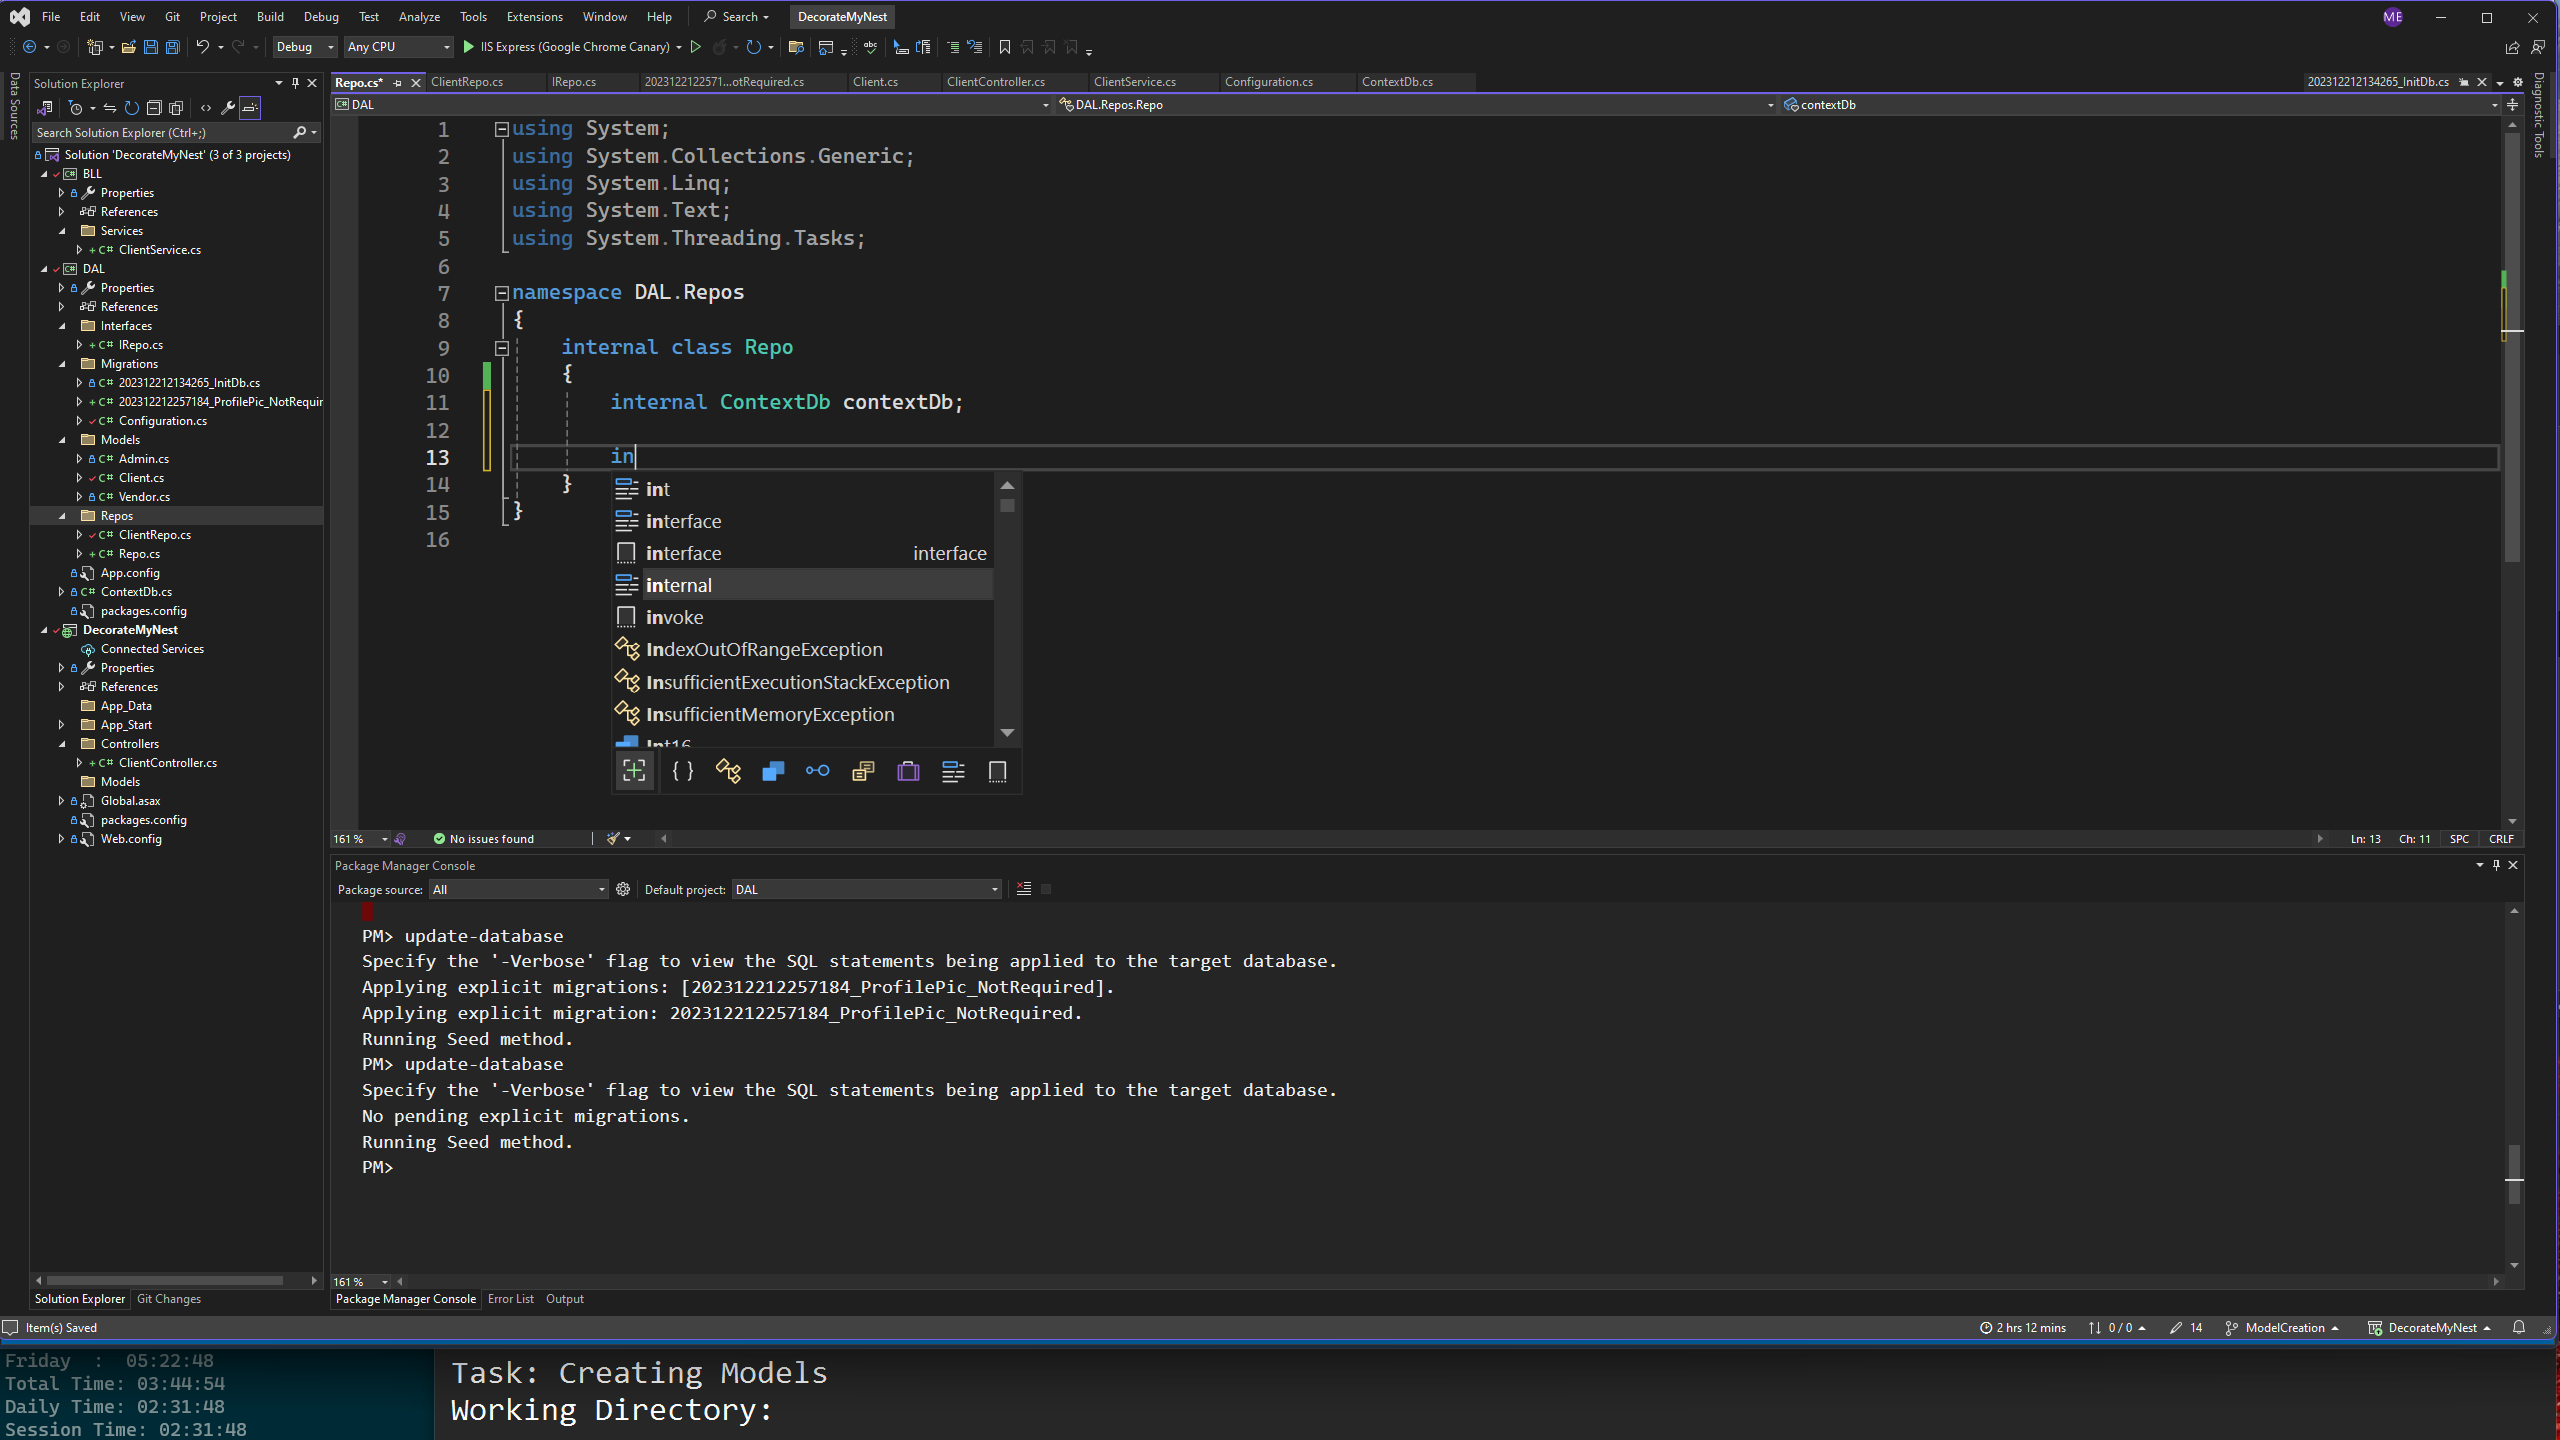 File Edit View Git Project Build Debug Test Analyze Tools Extensions Window Help Search DecorateMyNest ME
Debug Any CPU IIS Express (Google Chrome Canary)
Data Sources
Solution Explorer
Search Solution Explorer (Ctrl+;)
Solution 'DecorateMyNest' (3 of 3 projects)
BLL
Properties
References
Services
C# ClientService.cs
DAL
Properties
References
Interfaces
C# IRepo.cs
Migrations
C# 202312212134265_InitDb.cs
C# 202312212257184_ProfilePic_NotRequir
C# Configuration.cs
Models
C# Admin.cs
C# Client.cs
C# Vendor.cs
Repos
C# ClientRepo.cs
C# Repo.cs
App.config
C# ContextDb.cs
packages.config
DecorateMyNest
Connected Services
Properties
References
App_Data
App_Start
Controllers
C# ClientController.cs
Models
Global.asax
packages.config
Web.config
Solution Explorer Git Changes
Repo.cs* ClientRepo.cs IRepo.cs 2023122122571...otRequired.cs Client.cs ClientController.cs ClientService.cs Configuration.cs ContextDb.cs 202312212134265_InitDb.cs
C# DAL DAL.Repos.Repo contextDb
Diagnostic Tools
1 using System;
2 using System.Collections.Generic;
3 using System.Linq;
4 using System.Text;
5 using System.Threading.Tasks;
6
7 namespace DAL.Repos
8 {
9 internal class Repo
10 {
11 internal ContextDb contextDb;
12
13 in
14 }
15 }
16
int
interface
interface interface
internal
invoke
IndexOutOfRangeException
InsufficientExecutionStackException
InsufficientMemoryException
Int16
161 % No issues found Ln: 13 Ch: 11 SPC CRLF
Package Manager Console
Package source: All Default project: DAL
PM> update-database
Specify the '-Verbose' flag to view the SQL statements being applied to the target database.
Applying explicit migrations: [202312212257184_ProfilePic_NotRequired].
Applying explicit migration: 202312212257184_ProfilePic_NotRequired.
Running Seed method.
PM> update-database
Specify the '-Verbose' flag to view the SQL statements being applied to the target database.
No pending explicit migrations.
Running Seed method.
PM>
161 %
Package Manager Console Error List Output
Item(s) Saved 2 hrs 12 mins 0 / 0 14 ModelCreation DecorateMyNest
Friday : 05:22:48
Total Time: 03:44:54
Daily Time: 02:31:48
Session Time: 02:31:48
Task: Creating Models
Working Directory: